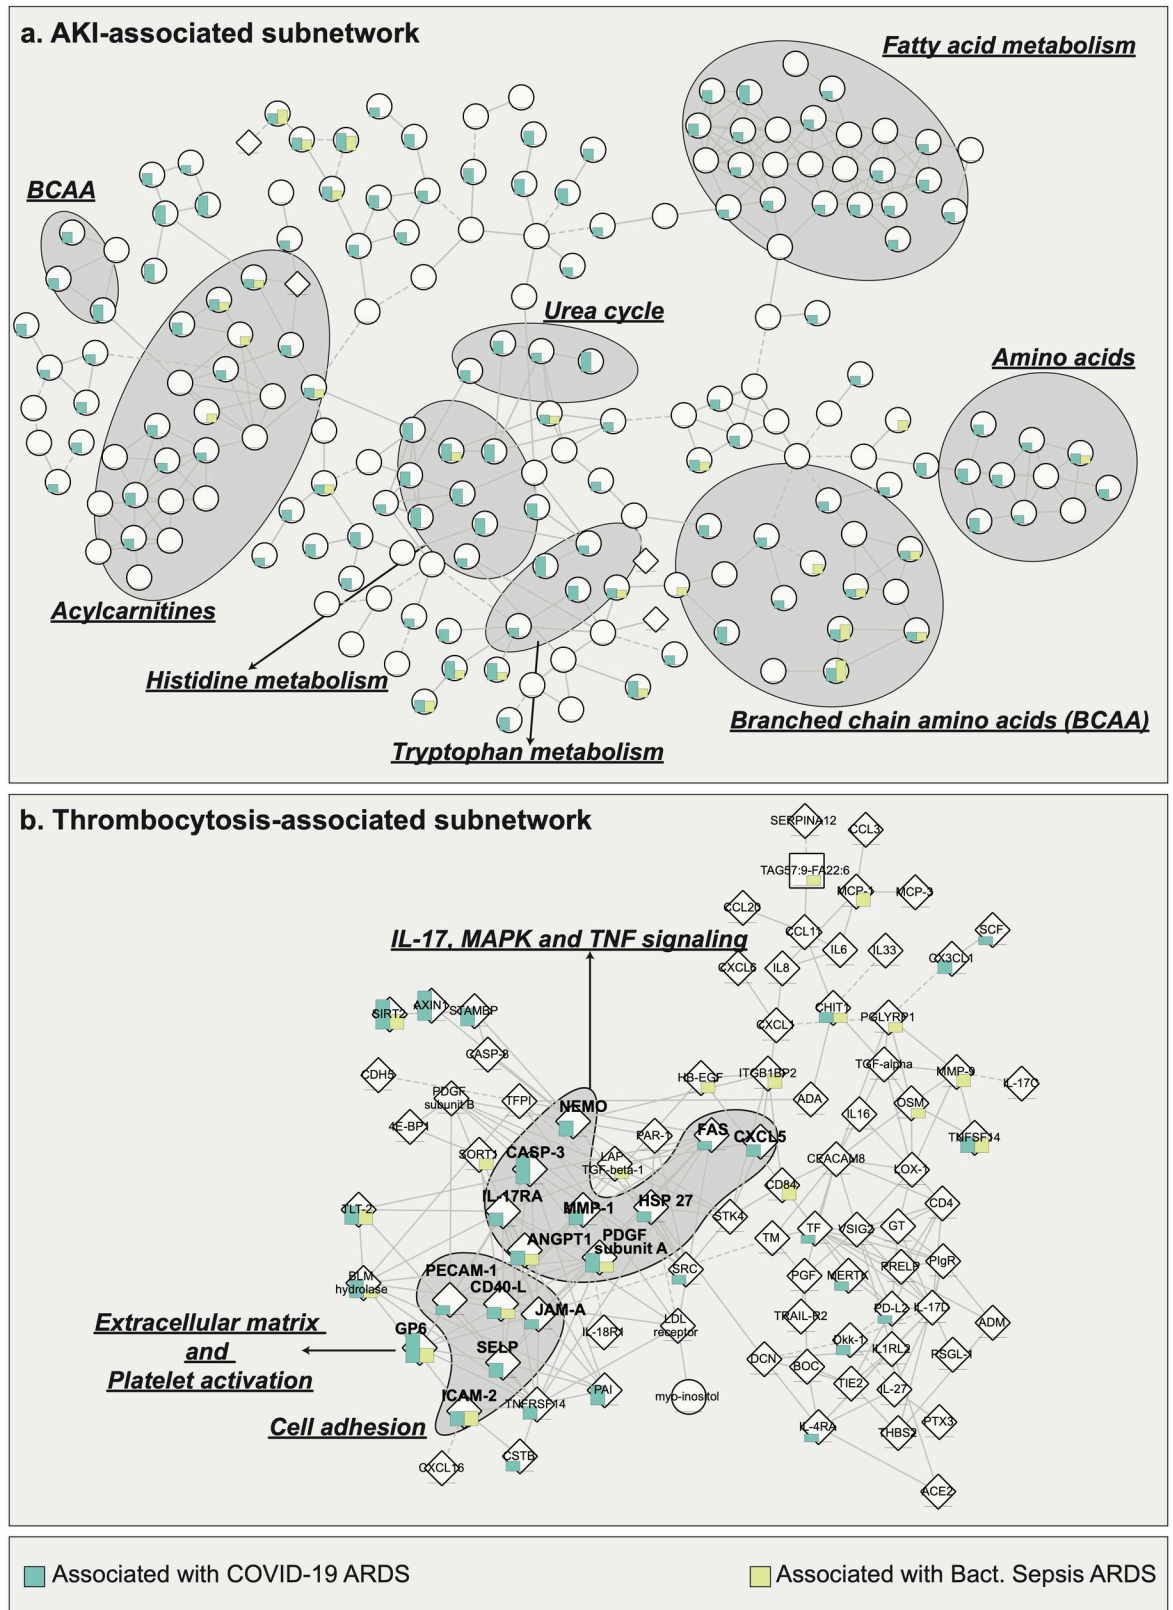 a. AKI-associated subnetwork
Fatty acid metabolism
BCAA
Urea cycle
Amino acids
Acylcarnitines
Histidine metabolism
Branched chain amino acids (BCAA)
Tryptophan metabolism
b. Thrombocytosis-associated subnetwork
SERPINA12
CCL3
TAG57:9-FA22:6
MCP-1
MCP-3
CCL20
CCL11
SCF
IL-17, MAPK and TNF signaling
IL6
IL33
CX3CL1
CXCL6
IL8
SIRT2
AXIN1
STAMBP
CHIT1
PGLYRP1
CXCL1
CASP-8
TGF-alpha
CDH5
HB-EGF
ITGB1BP2
MMP-9
IL-17C
PDGF
subunit B
TFPI
NEMO
ADA
OSM
IL16
4E-BP1
FAS
CXCL5
PAR-1
TNFSF14
SORT1
CASP-3
LAP
TGF-beta-1
CEACAM8
LOX-1
CD84
IL-17RA
MMP-1
HSP 27
CD4
TLT-2
STK4
TF
VSIG2
GT
ANGPT1
PDGF
subunit A
TM
PIgR
PECAM-1
SRC
PGF
MERTK
PRELP
BLM
hydrolase
CD40-L
JAM-A
PD-L2
IL-17D
TRAIL-R2
ADM
Extracellular matrix
and
Platelet activation
GP6
IL-18R1
LDL
receptor
Dkk-1
IL1RL2
PSGL-1
SELP
DCN
BOC
TIE2
IL-27
ICAM-2
TNFRSF14
PAI
myo-inositol
Cell adhesion
IL-4RA
THBS2
PTX3
CXCL16
CSTB
ACE2
Associated with COVID-19 ARDS
Associated with Bact. Sepsis ARDS